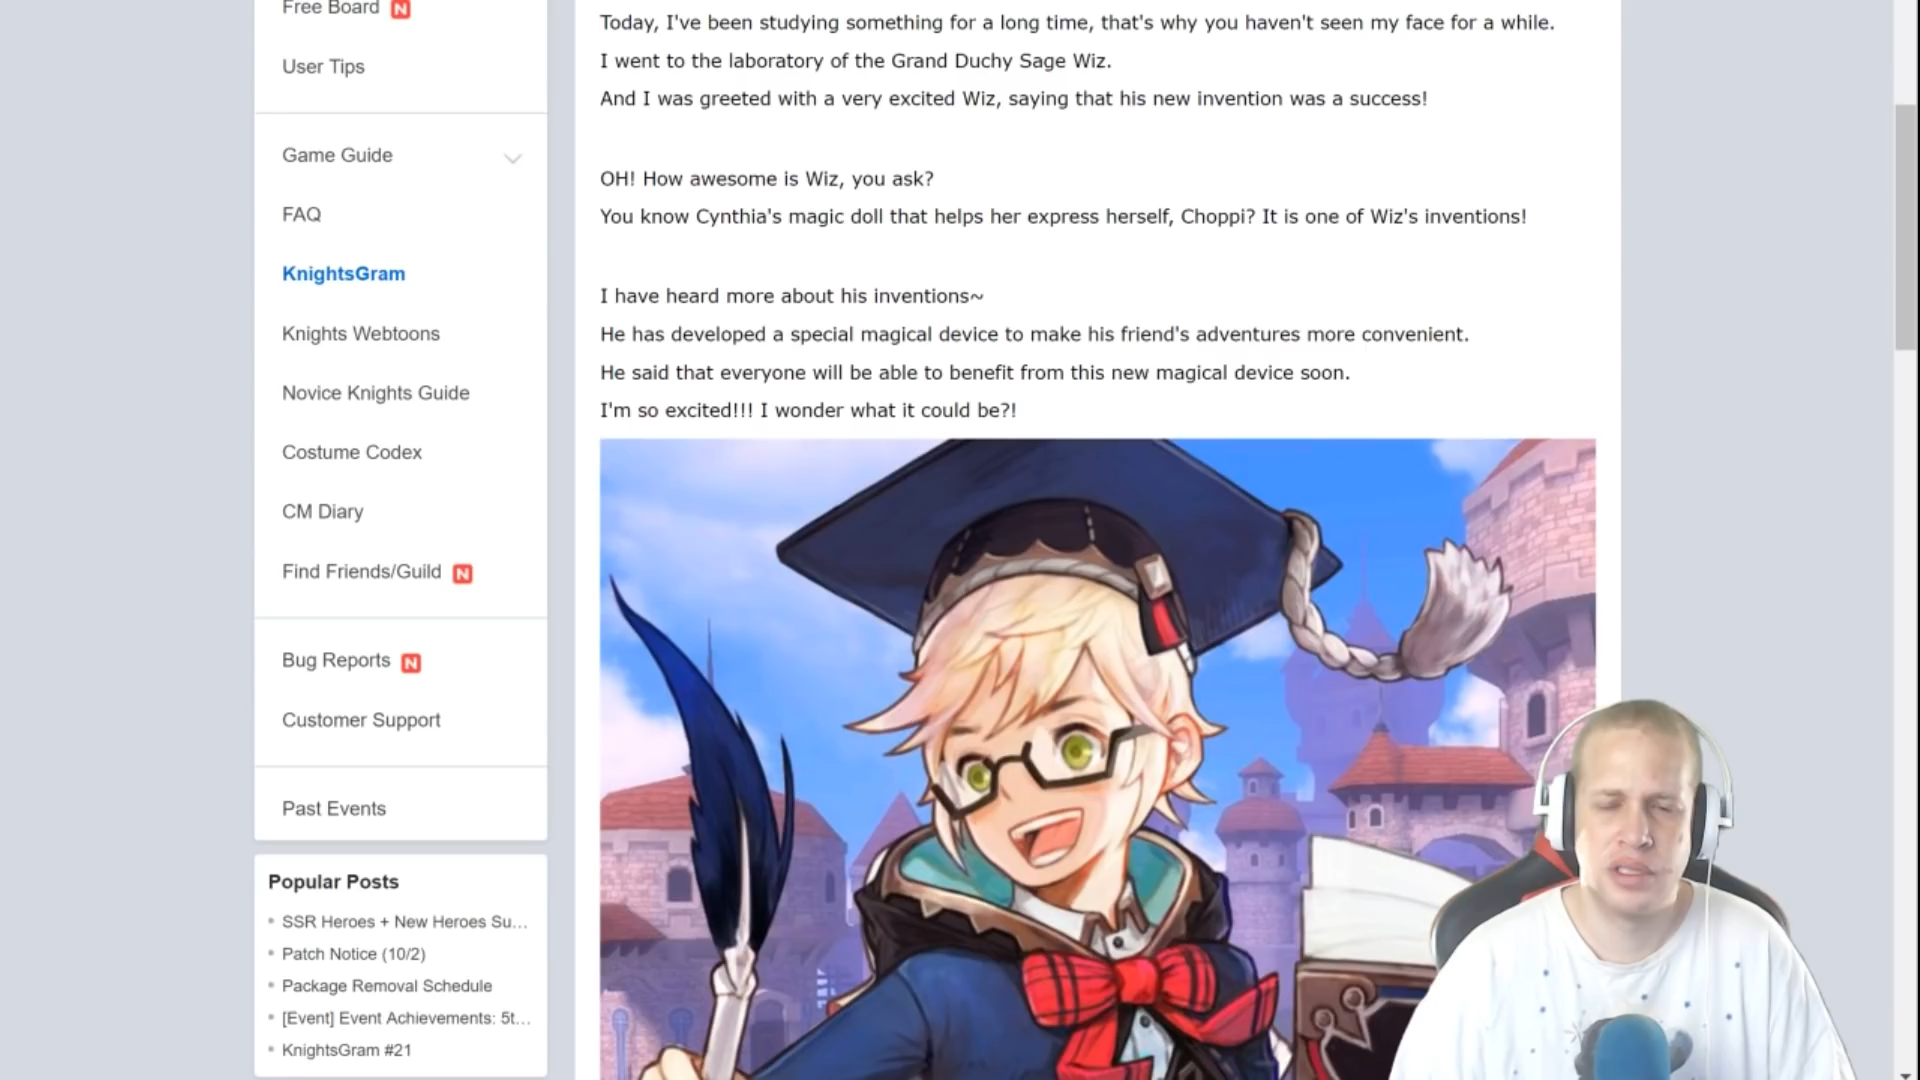 Free Board N
User Tips
Game Guide
FAQ
KnightsGram
Knights Webtoons
Novice Knights Guide
Costume Codex
CM Diary
Find Friends/Guild N
Bug Reports N
Customer Support
Past Events
Popular Posts
SSR Heroes + New Heroes Su...
Patch Notice (10/2)
Package Removal Schedule
[Event] Event Achievements: 5t...
KnightsGram #21
Today, I've been studying something for a long time, that's why you haven't seen my face for a while.
I went to the laboratory of the Grand Duchy Sage Wiz.
And I was greeted with a very excited Wiz, saying that his new invention was a success!
OH! How awesome is Wiz, you ask?
You know Cynthia's magic doll that helps her express herself, Choppi? It is one of Wiz's inventions!
I have heard more about his inventions~
He has developed a special magical device to make his friend's adventures more convenient.
He said that everyone will be able to benefit from this new magical device soon.
I'm so excited!!! I wonder what it could be?!